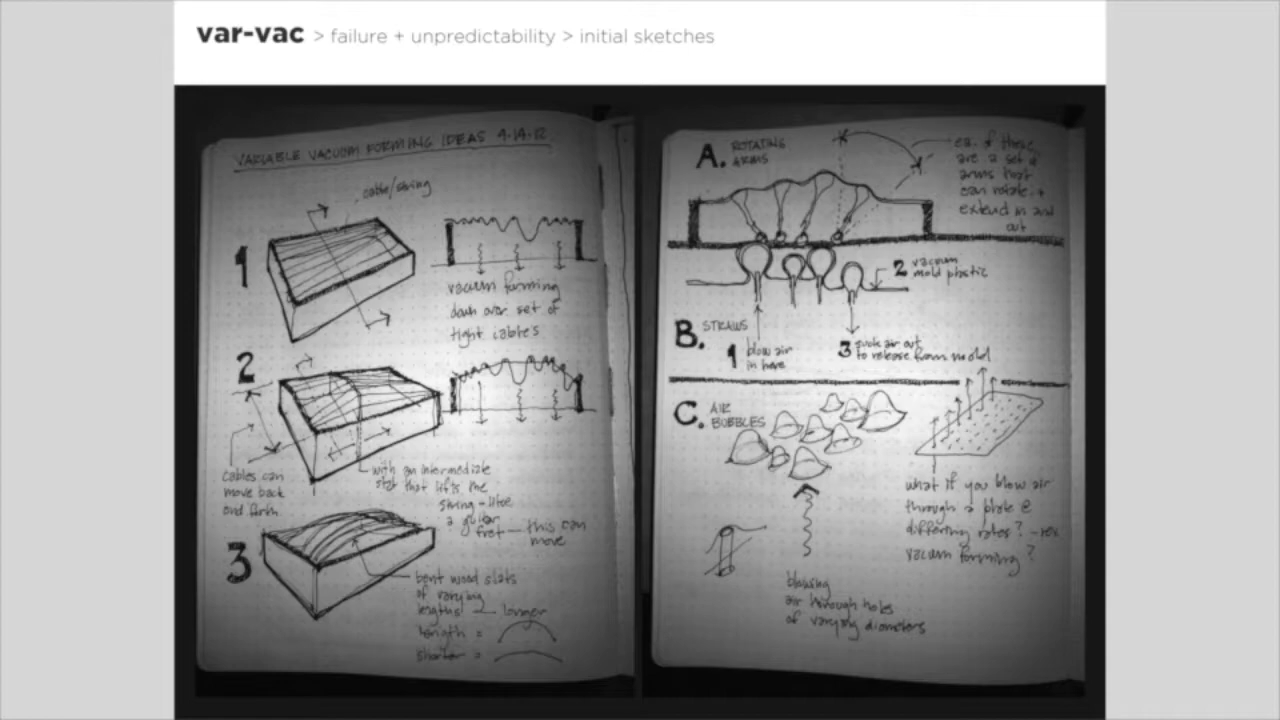 var-vac > failure + unpredictability > initial sketches
VARIABLE VACUUM FORMING IDEAS 4.14.12
cable/string
1
vacuum forming
down over set of
tight cables
2
cables can
move back
and forth
with an intermediate
slat that lifts the
string - like
a guitar
fret - this can
move
3
bent wood slats
of varying
lengths! - longer
length =
shorter =
A. ROTATING
ARMS
ea. of these
are a set of
arms that
can rotate +
extend in and
out
2 vacuum
mold plastic
B. STRAWS
1 blow air
in here
3 suck air out
to release from mold
C. AIR
BUBBLES
what if you blow air
through a plate @
differing rates? - rex
vacuum forming?
blowing
air through holes
of varying diameters